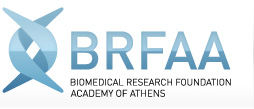 BRFAA
BIOMEDICAL RESEARCH FOUNDATION
ACADEMY OF ATHENS